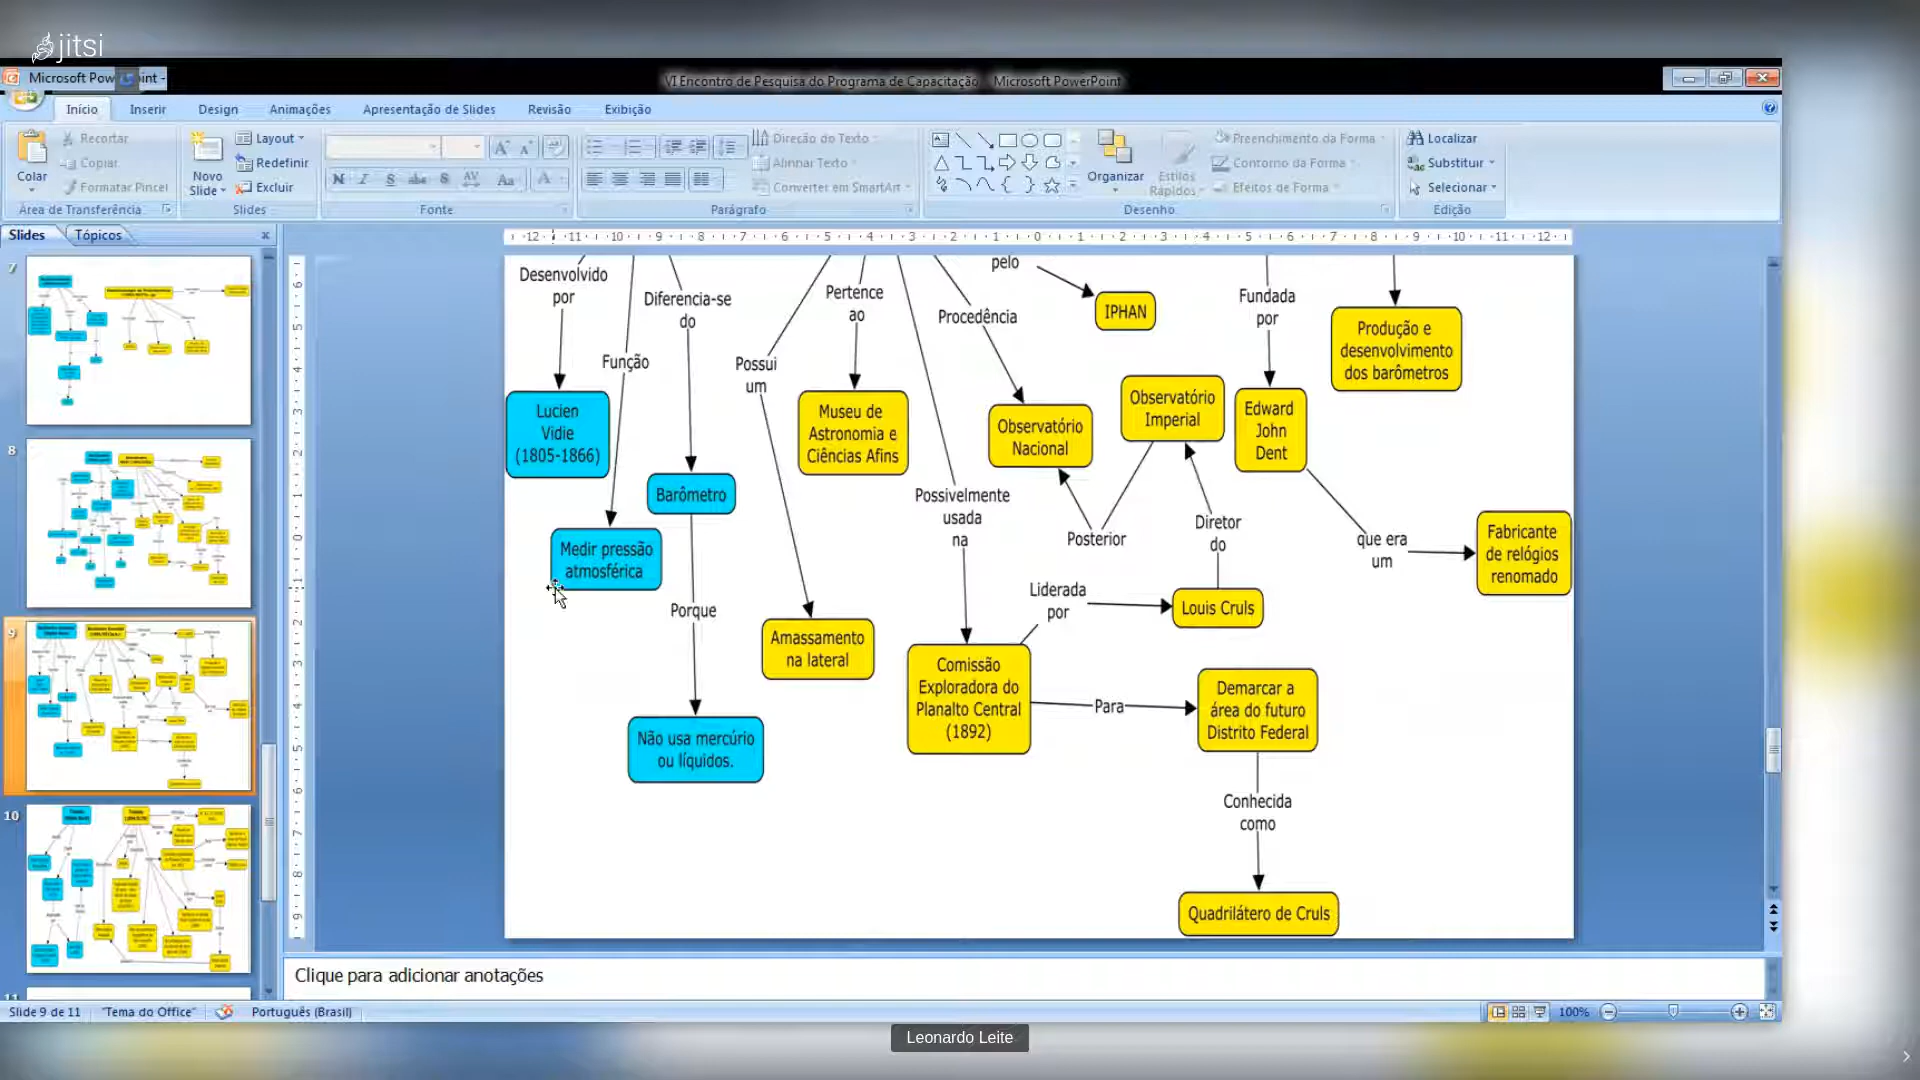 jitsi
Microsoft PowerPoint -
VI Encontro de Pesquisa do Programa de Capacitação - Microsoft PowerPoint
Início
Inserir
Design
Animações
Apresentação de Slides
Revisão
Exibição
Colar
Recortar
Copiar
Formatar Pincel
Área de Transferência
Novo
Slide
Layout
Redefinir
Excluir
Slides
Fonte
Direção do Texto
Alinhar Texto
Converter em SmartArt
Parágrafo
Organizar
Estilos
Rápidos
Preenchimento da Forma
Contorno da Forma
Efeitos de Forma
Desenho
Localizar
Substituir
Selecionar
Edição
Slides
Tópicos
7
8
9
10
Desenvolvido
por
Função
Diferencia-se
do
Possui
um
Pertence
ao
Procedência
pelo
IPHAN
Fundada
por
Produção e
desenvolvimento
dos barômetros
Lucien
Vidie
(1805-1866)
Museu de
Astronomia e
Ciências Afins
Observatório
Nacional
Observatório
Imperial
Edward
John
Dent
Barômetro
Possivelmente
usada
na
Posterior
Diretor
do
que era
um
Fabricante
de relógios
renomado
Medir pressão
atmosférica
Porque
Liderada
por
Louis Cruls
Amassamento
na lateral
Comissão
Exploradora do
Planalto Central
(1892)
Para
Demarcar a
área do futuro
Distrito Federal
Não usa mercúrio
ou líquidos.
Conhecida
como
Quadrilátero de Cruls
Clique para adicionar anotações
Slide 9 de 11
"Tema do Office"
Português (Brasil)
100%
Leonardo Leite